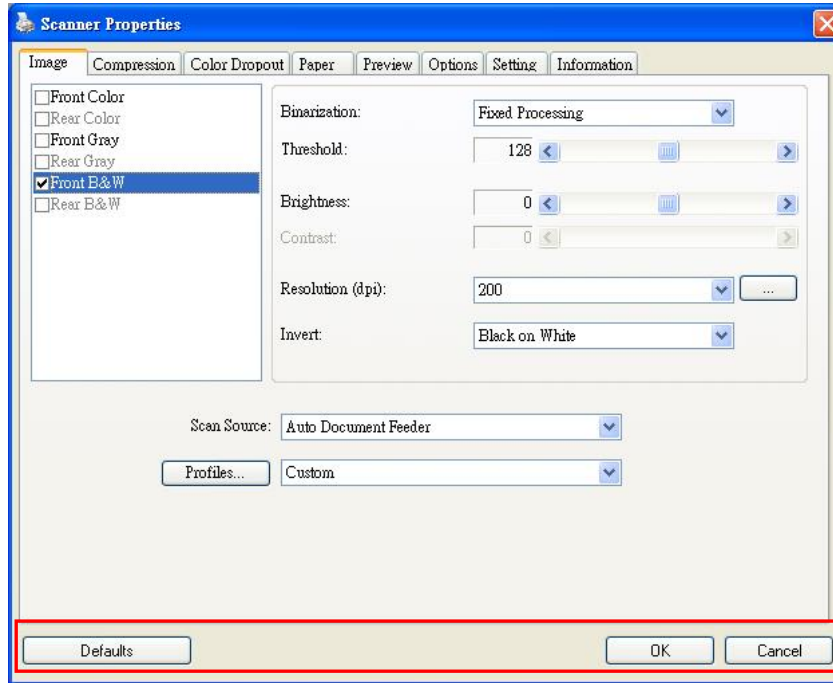 Scanner Properties
Image Compression Color Dropout Paper Preview Options Setting Information
Front Color
Rear Color
Front Gray
Rear Gray
Front B&W
Rear B&W
Binarization: Fixed Processing
Threshold: 128
Brightness: 0
Contrast: 0
Resolution (dpi): 200 ...
Invert: Black on White
Scan Source: Auto Document Feeder
Profiles... Custom
Defaults OK Cancel